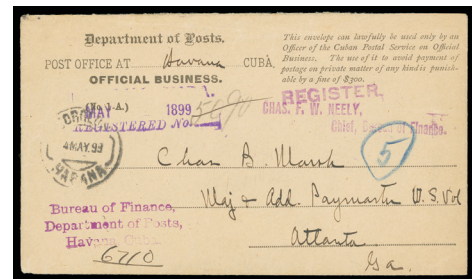 Department of Posts.
POST OFFICE AT Havana CUBA.
OFFICIAL BUSINESS.
This envelope can lawfully be used only by an
Officer of the Cuban Postal Service on Official
Business. The use of it to avoid payment of
postage on private matter of any kind is punish-
able by a fine of $300.
(No. 1-A.)
MAY 1899
REGISTERED No.
REGISTER,
CHAS. F. W. NEELY,
Chief, Bureau of Finance.
4 MAY. 99
HABANA
5
Chas B. Marsh
Maj & Add. Paymaster U.S. Vol
Atlanta
Ga.
Bureau of Finance,
Department of Posts,
Havana, Cuba.
6710